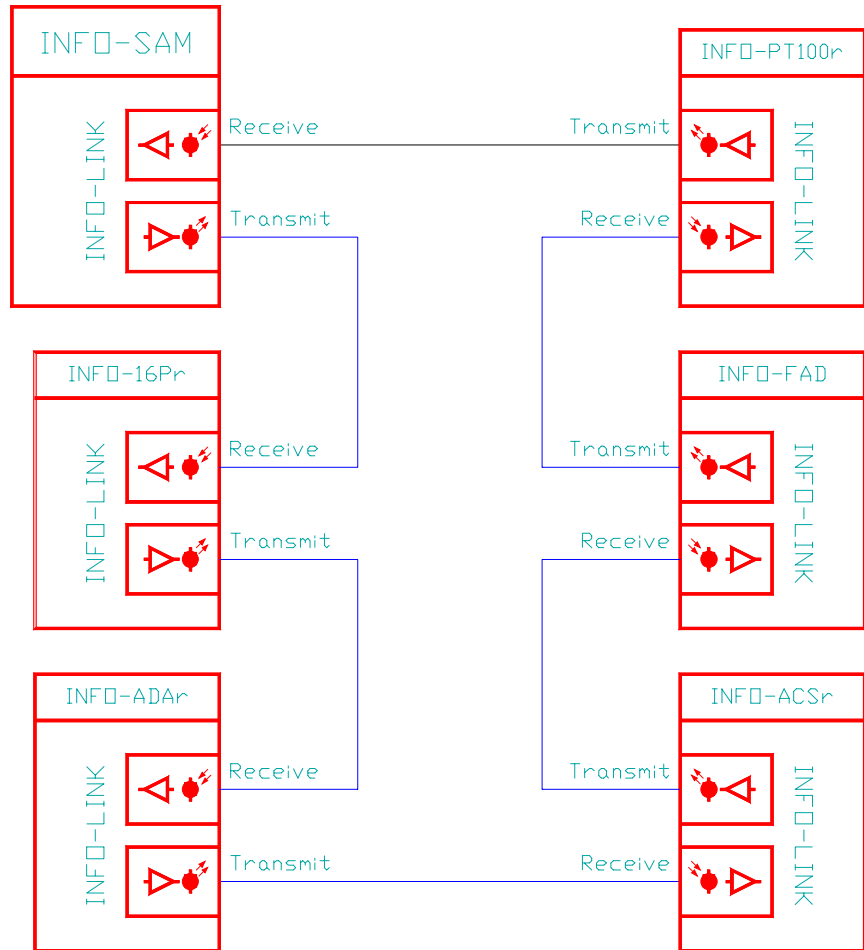 INFO-SAM
INFO-LINK
Receive
Transmit
INFO-PT100r
INFO-LINK
Transmit
Receive
INFO-16Pr
INFO-LINK
Receive
Transmit
INFO-FAD
INFO-LINK
Transmit
Receive
INFO-ADAr
INFO-LINK
Receive
Transmit
INFO-ACSr
INFO-LINK
Transmit
Receive